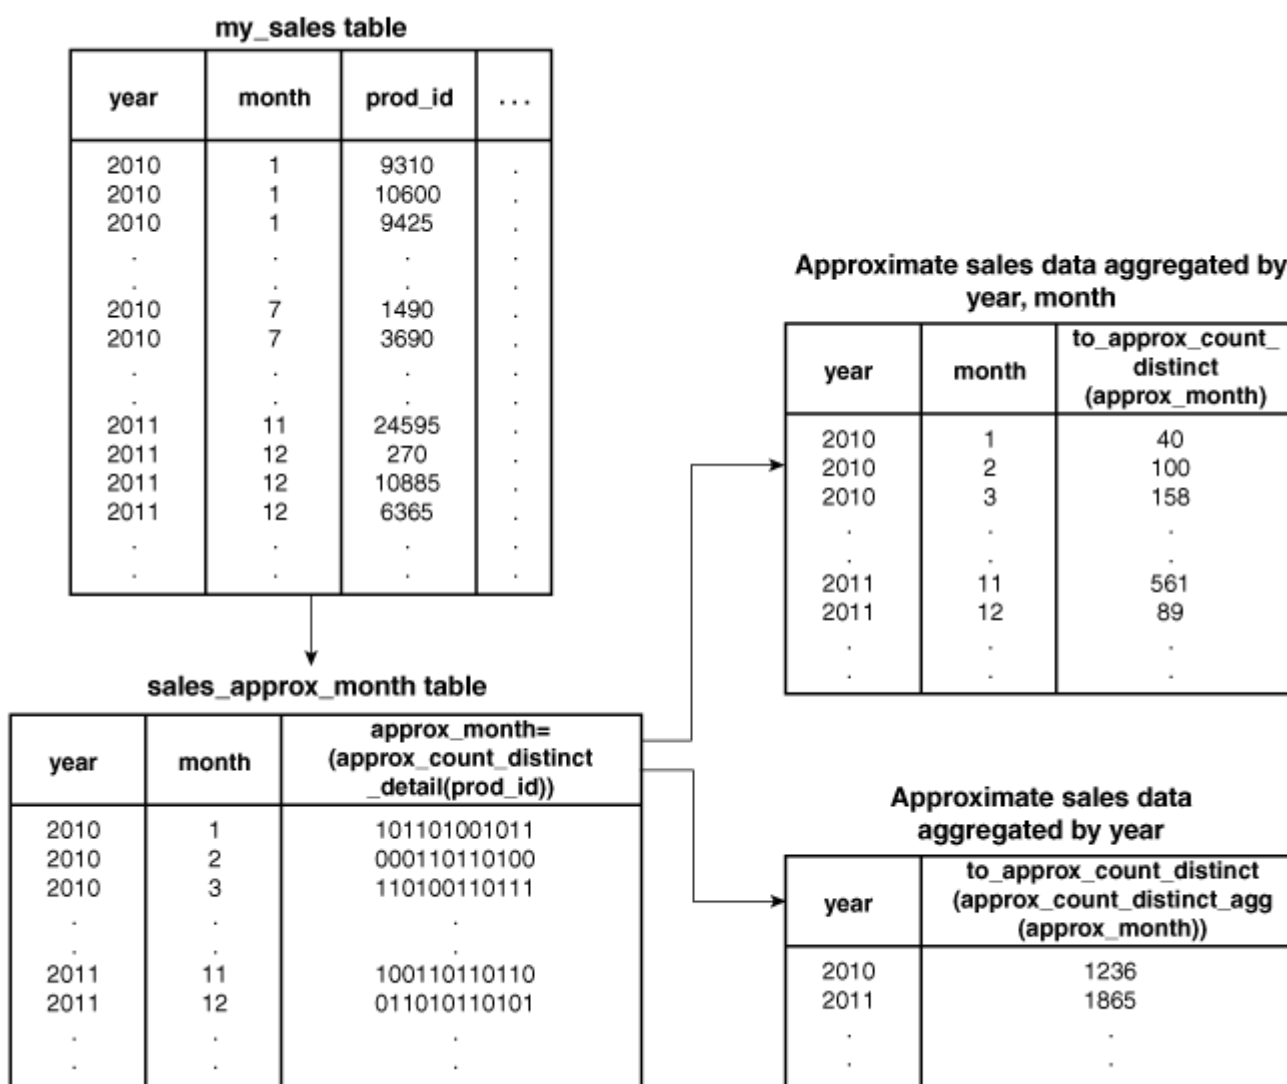 my_sales table
year month prod_id ...
2010 1 9310 .
2010 1 10600 .
2010 1 9425 .
. . . .
. . . .
2010 7 1490 .
2010 7 3690 .
. . . .
. . . .
2011 11 24595 .
2011 12 270 .
2011 12 10885 .
2011 12 6365 .
. . . .
. . . .
sales_approx_month table
year month approx_month=
(approx_count_distinct
_detail(prod_id))
2010 1 101101001011
2010 2 000110110100
2010 3 110100110111
. . .
. . .
2011 11 100110110110
2011 12 011010110101
. . .
. . .
Approximate sales data aggregated by
year, month
year month to_approx_count_
distinct
(approx_month)
2010 1 40
2010 2 100
2010 3 158
. . .
. . .
2011 11 561
2011 12 89
. . .
. . .
Approximate sales data
aggregated by year
year to_approx_count_distinct
(approx_count_distinct_agg
(approx_month))
2010 1236
2011 1865
. .
. .